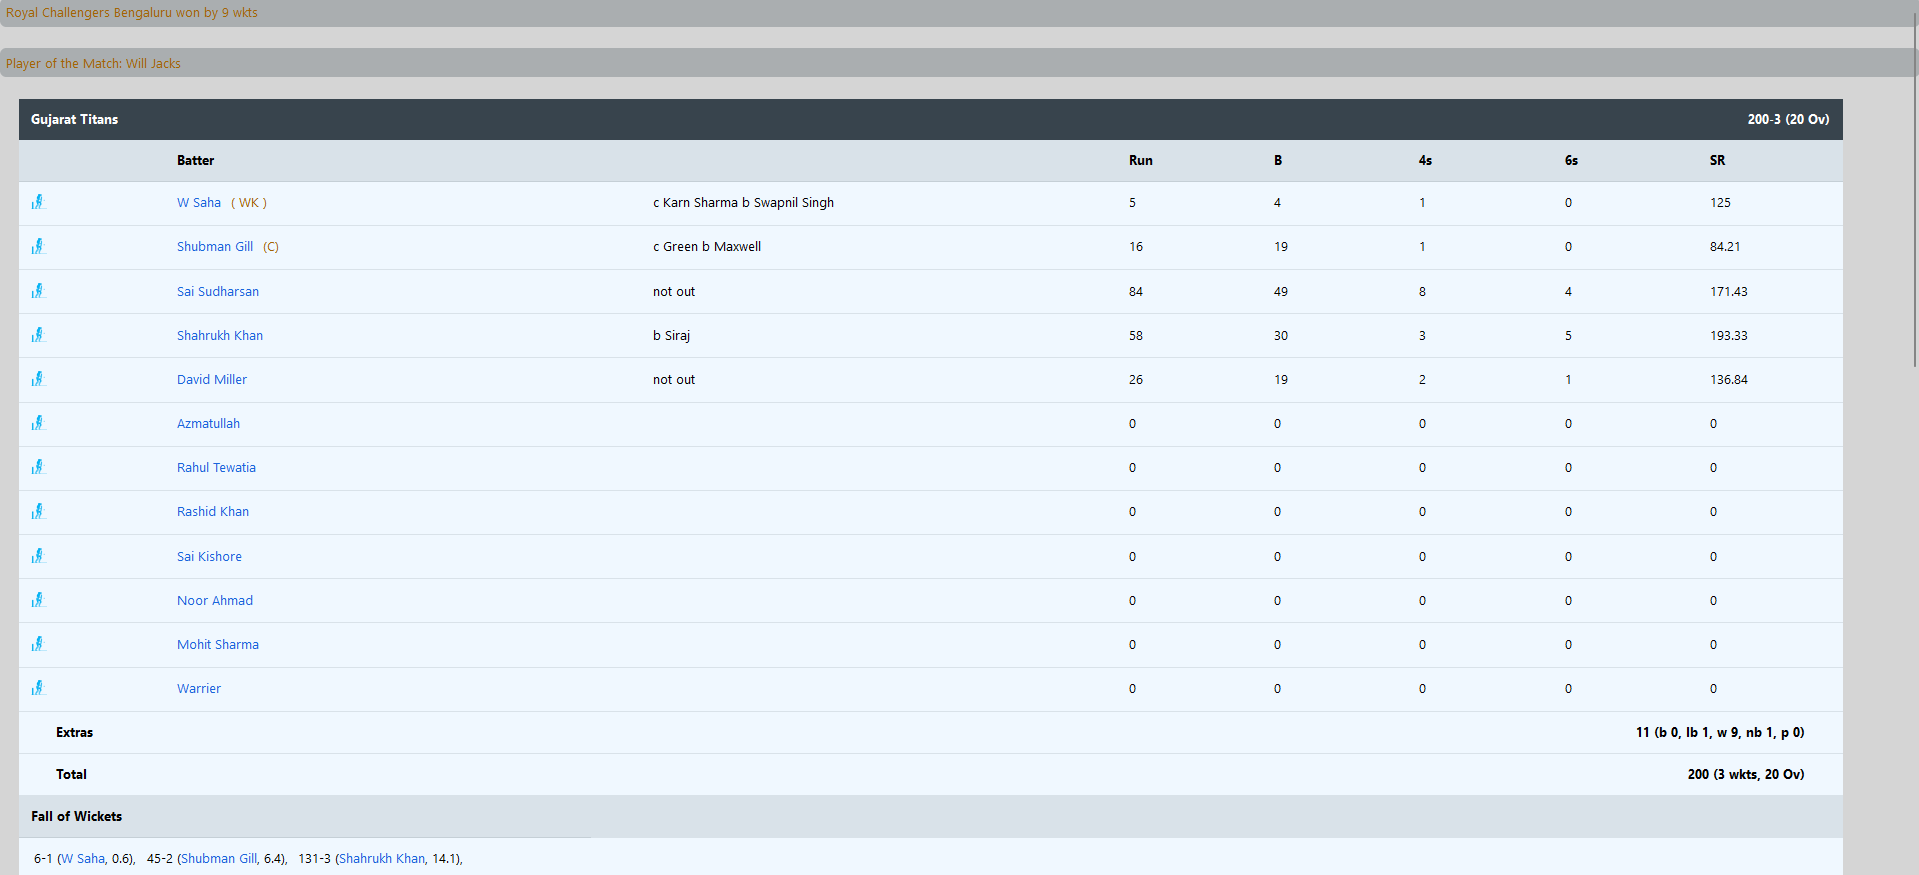 Royal Challengers Bengaluru won by 9 wkts
Player of the Match: Will Jacks
Gujarat Titans 200-3 (20 Ov)
Batter Run B 4s 6s SR
W Saha ( WK ) c Karn Sharma b Swapnil Singh 5 4 1 0 125
Shubman Gill (C) c Green b Maxwell 16 19 1 0 84.21
Sai Sudharsan not out 84 49 8 4 171.43
Shahrukh Khan b Siraj 58 30 3 5 193.33
David Miller not out 26 19 2 1 136.84
Azmatullah 0 0 0 0 0
Rahul Tewatia 0 0 0 0 0
Rashid Khan 0 0 0 0 0
Sai Kishore 0 0 0 0 0
Noor Ahmad 0 0 0 0 0
Mohit Sharma 0 0 0 0 0
Warrier 0 0 0 0 0
Extras 11 (b 0, lb 1, w 9, nb 1, p 0)
Total 200 (3 wkts, 20 Ov)
Fall of Wickets
6-1 (W Saha, 0.6), 45-2 (Shubman Gill, 6.4), 131-3 (Shahrukh Khan, 14.1),